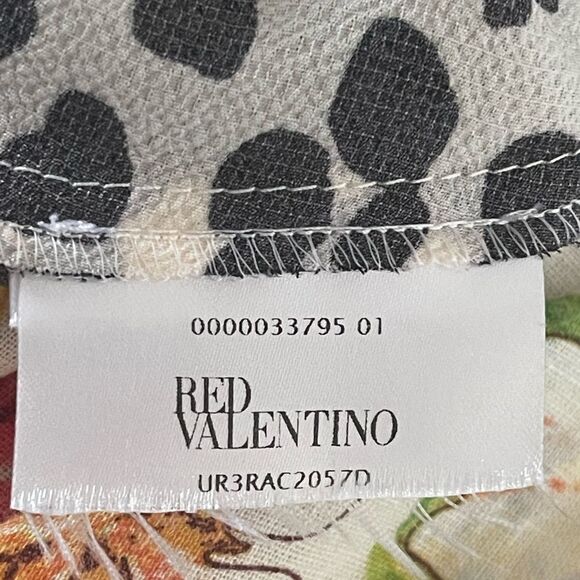 0000033795 01
RED
VALENTINO
UR3RAC2057D